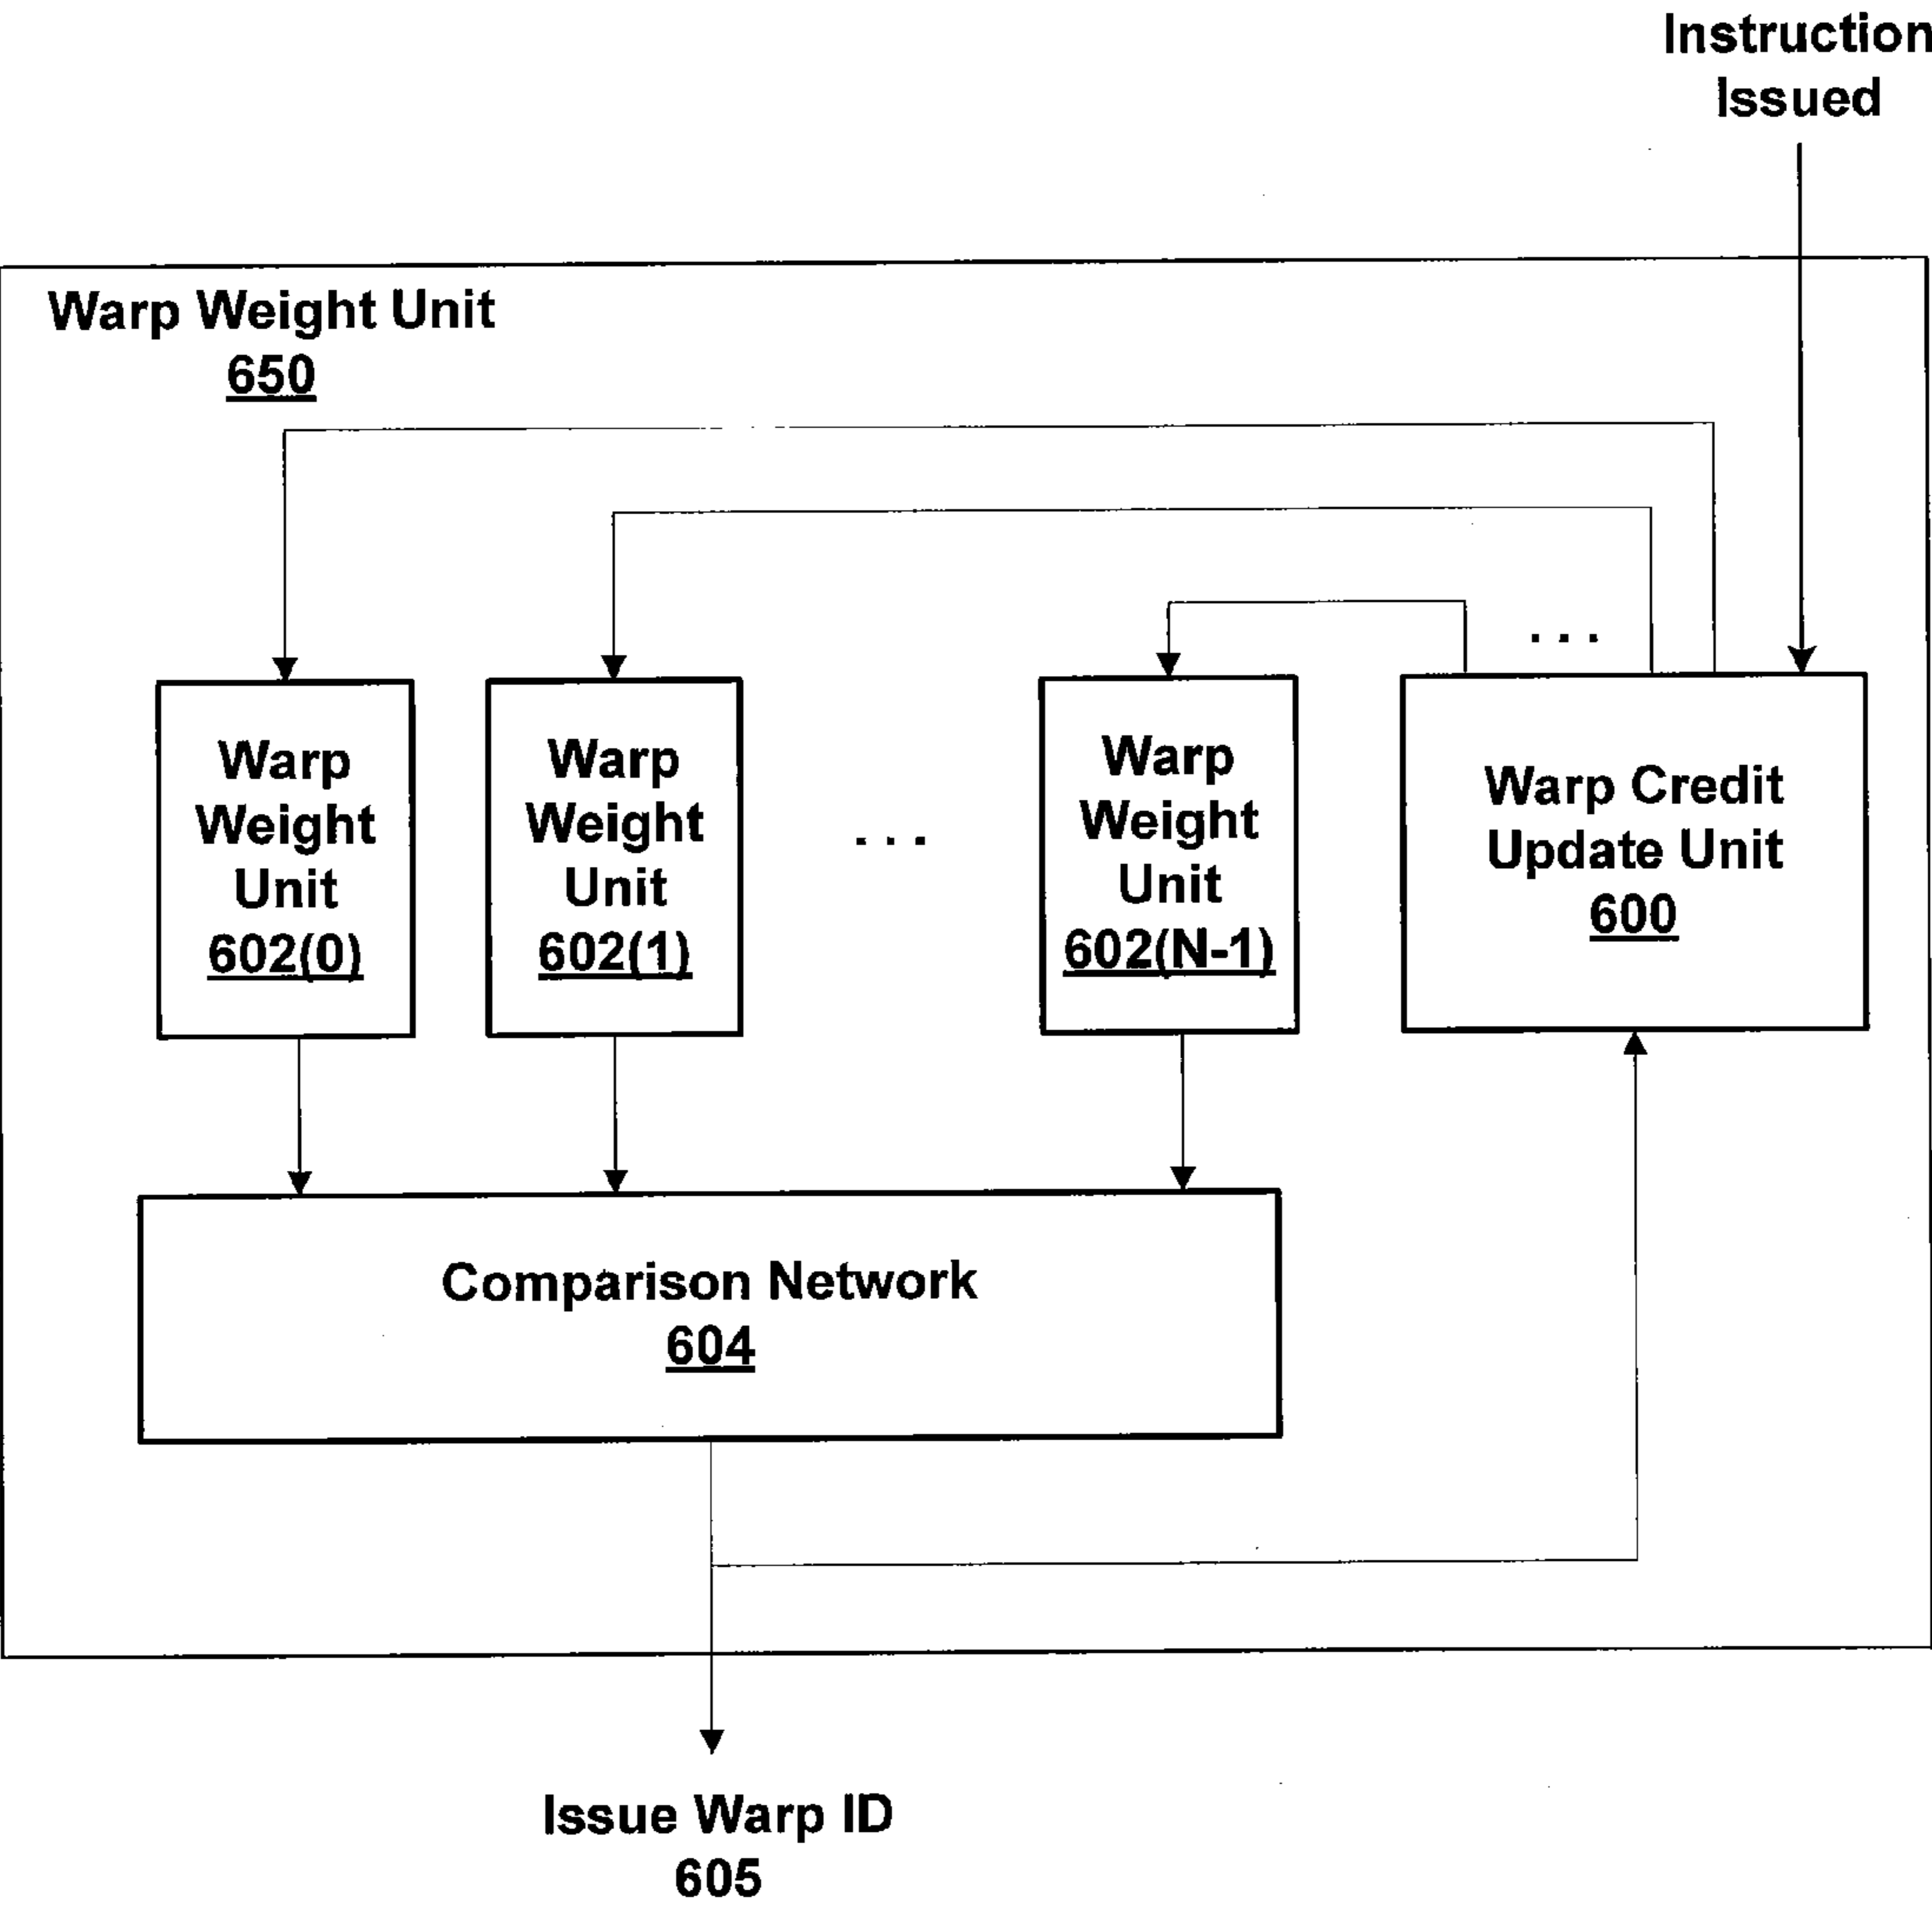 Instruction
Issued
Warp Weight Unit
650
. . .
Warp
Weight
Unit
602(0)
Warp
Weight
Unit
602(1)
. . .
Warp
Weight
Unit
602(N-1)
Warp Credit
Update Unit
600
Comparison Network
604
Issue Warp ID
605